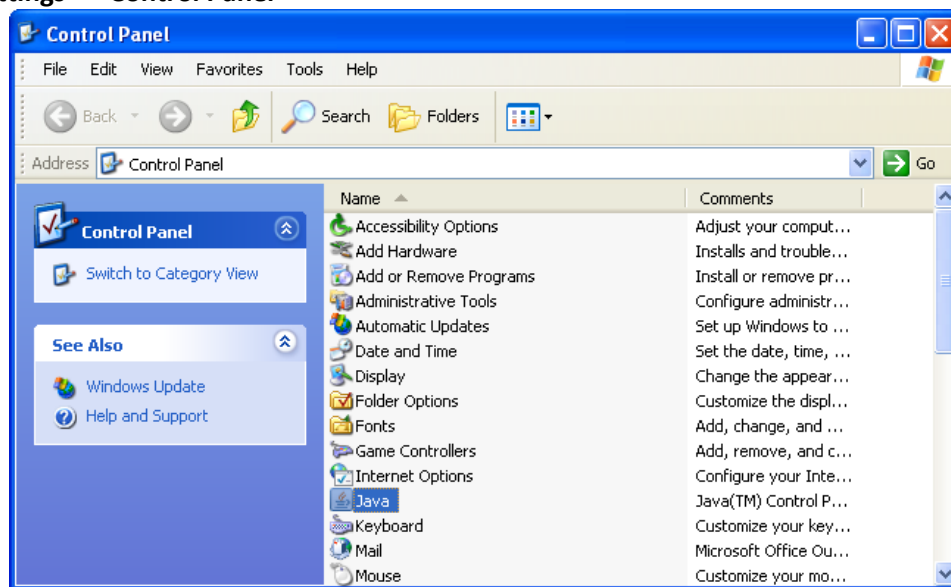 Control Panel
Control Panel
File Edit View Favorites Tools Help
Back Search Folders
Address Control Panel Go
Name Comments
Control Panel
Switch to Category View
See Also
Windows Update
Help and Support
Accessibility Options Adjust your comput...
Add Hardware Installs and trouble...
Add or Remove Programs Install or remove pr...
Administrative Tools Configure administr...
Automatic Updates Set up Windows to ...
Date and Time Set the date, time, ...
Display Change the appear...
Folder Options Customize the displ...
Fonts Add, change, and ...
Game Controllers Add, remove, and c...
Internet Options Configure your Inte...
Java Java(TM) Control P...
Keyboard Customize your key...
Mail Microsoft Office Ou...
Mouse Customize your mo...